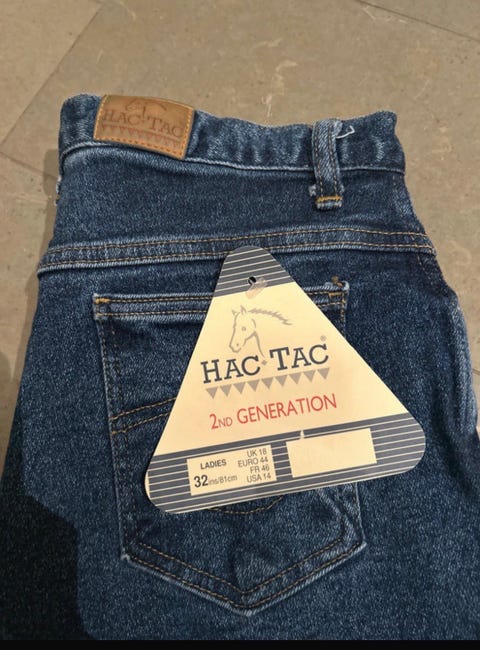 HAC TAC
HAC·TAC®
2ND GENERATION
LADIES
32ins/81cm
UK 18
EURO 44
FR 46
USA 14